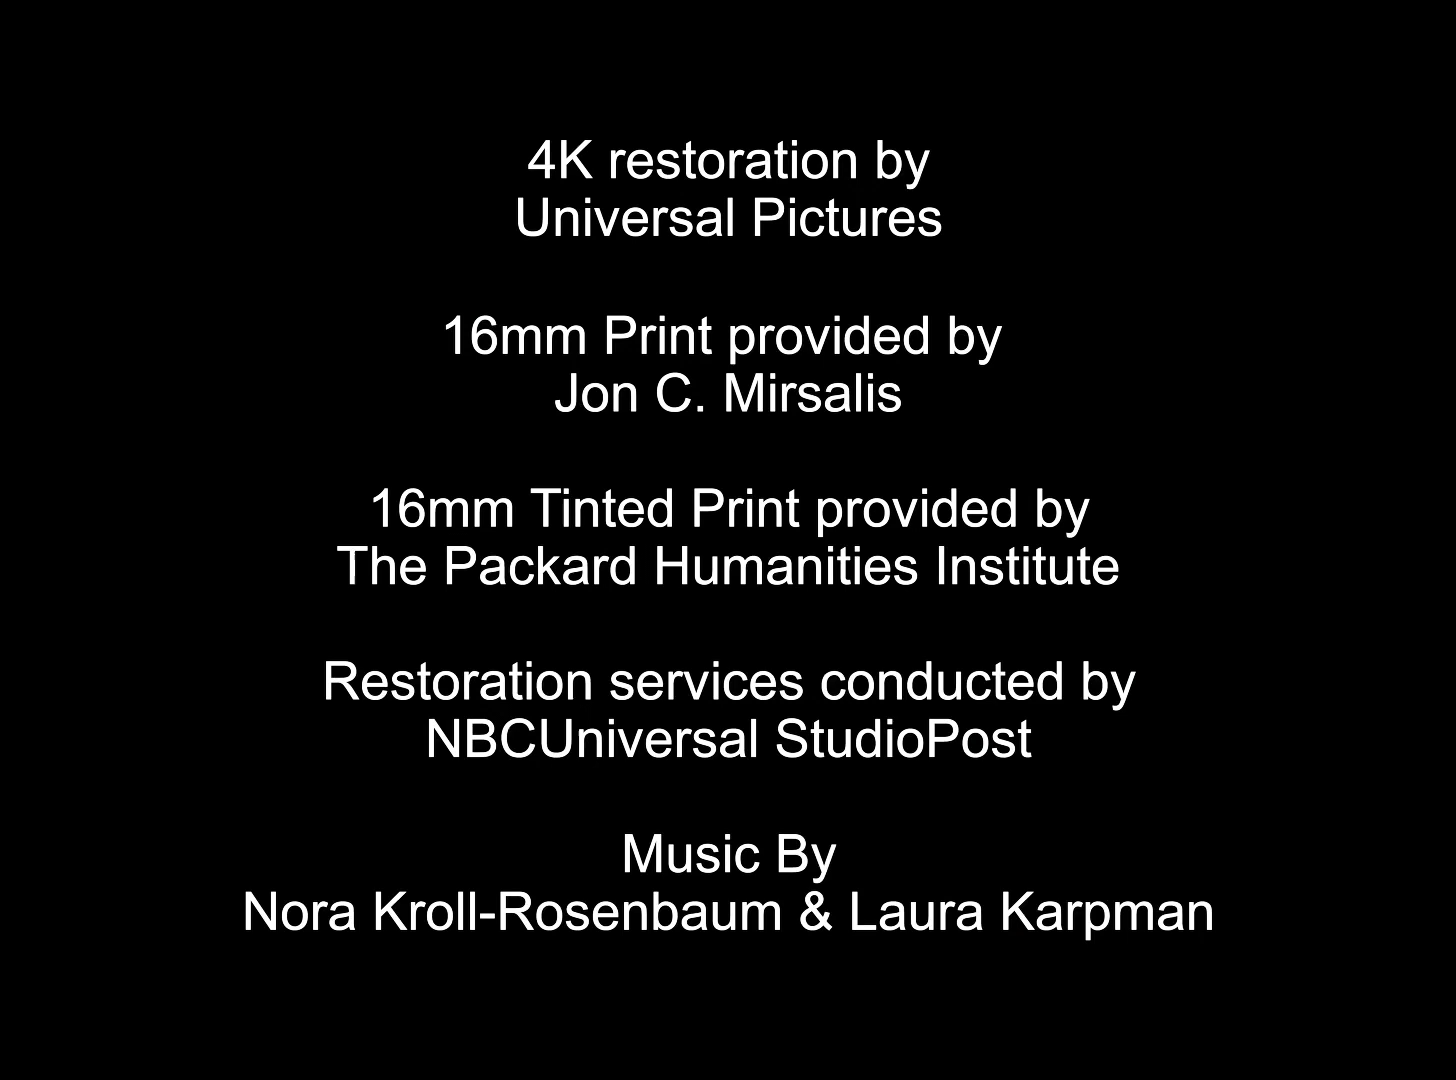 4K restoration by
Universal Pictures
16mm Print provided by
Jon C. Mirsalis
16mm Tinted Print provided by
The Packard Humanities Institute
Restoration services conducted by
NBCUniversal StudioPost
Music By
Nora Kroll-Rosenbaum & Laura Karpman